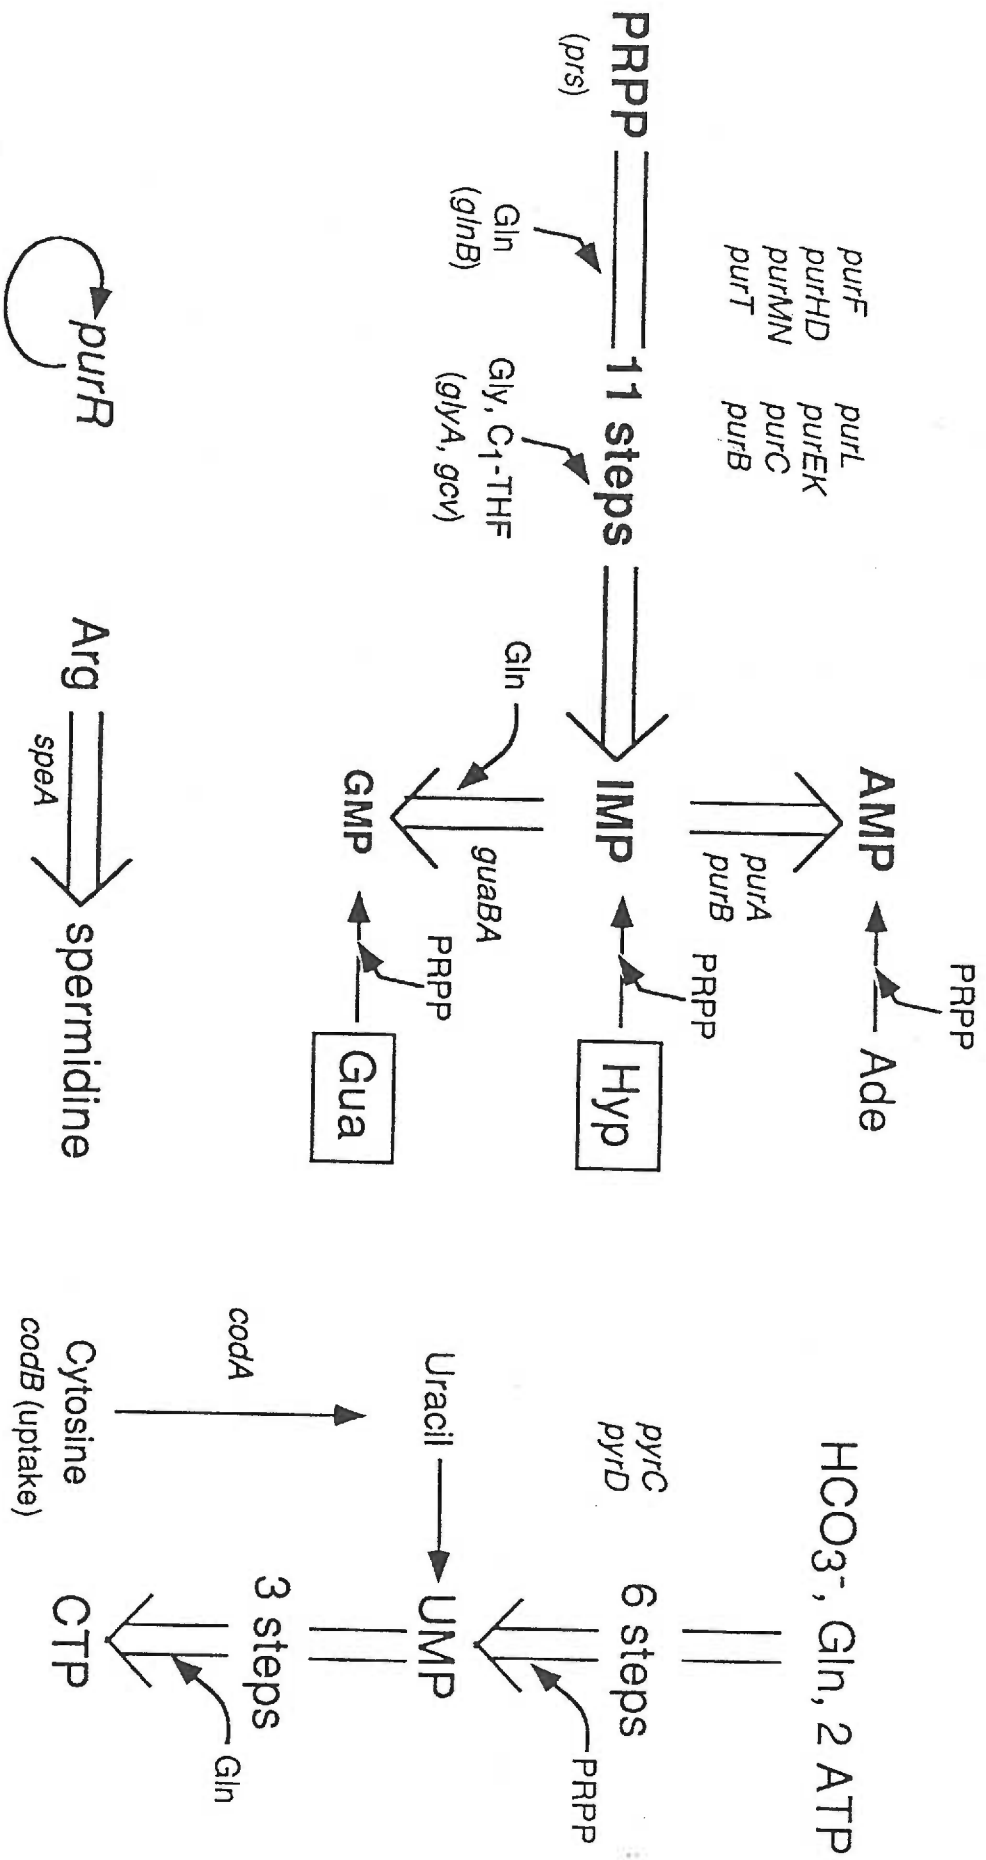 purF purL
purHD purEK
purMN purC
purT purB
PRPP
(prs)
11 steps
Gln
(glnB)
Gly, C1-THF
(glyA, gcv)
PRPP
AMP
Ade
purA
purB
PRPP
IMP
Hyp
Gln
guaBA
PRPP
GMP
Gua
purR
Arg
speA
spermidine
HCO3-, Gln, 2 ATP
pyrC
pyrD
6 steps
PRPP
Uracil
UMP
codA
3 steps
Gln
Cytosine
codB (uptake)
CTP